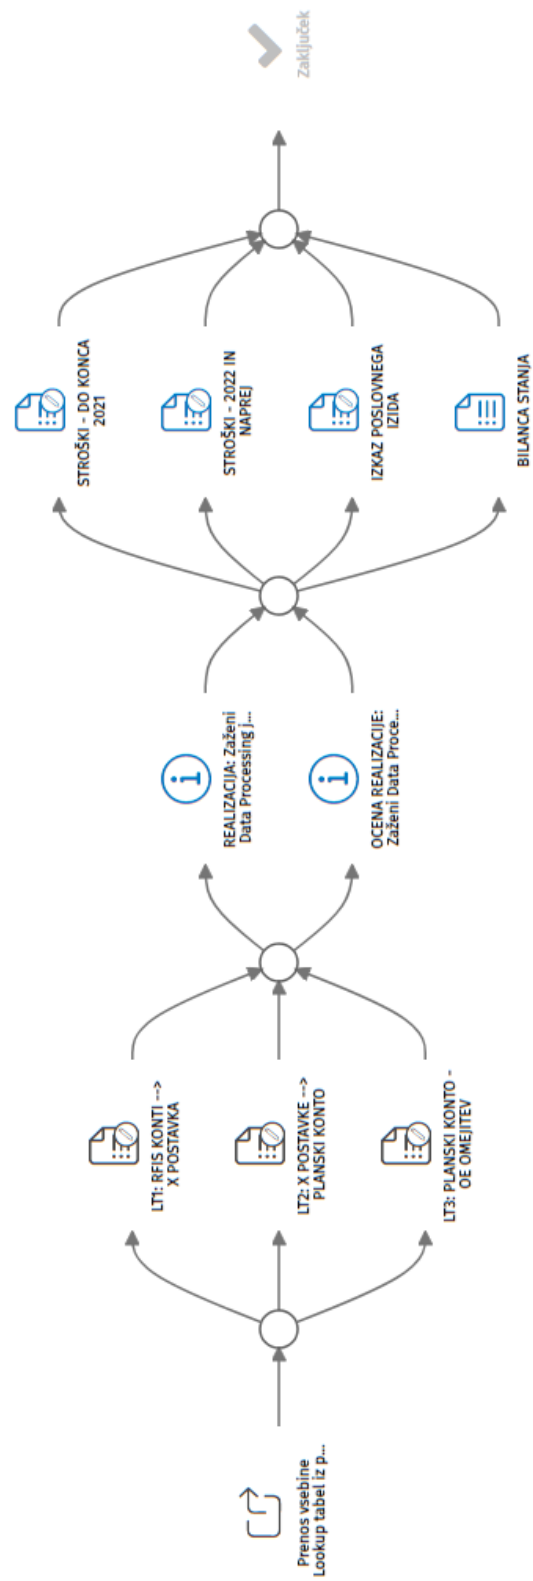 Prenos vsebine
Lookup tabel iz p...
LT1: RFIS KONTI -->
X POSTAVKA
LT2: X POSTAVKE -->
PLANSKI KONTO
LT3: PLANSKI KONTO -
OE OMEJITEV
REALIZACIJA: Zaženi
Data Processing j...
OCENA REALIZACIJE:
Zaženi Data Proce...
STROŠKI - DO KONCA
2021
STROŠKI - 2022 IN
NAPREJ
IZKAZ POSLOVNEGA
IZIDA
BILANCA STANJA
Zaključek